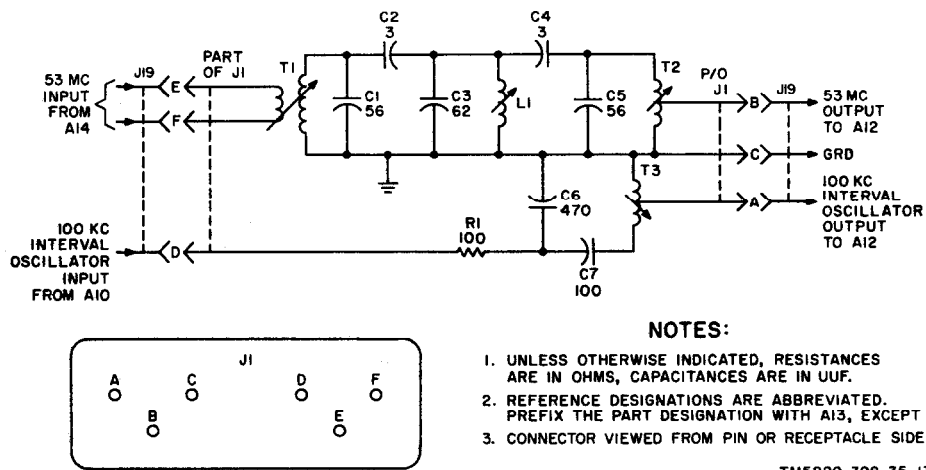 C2
3
C4
3
PART
OF J1
53 MC
INPUT
FROM
A14
J19
E
F
T1
C1
56
C3
62
L1
C5
56
T2
P/O
J1
J19
B
53 MC
OUTPUT
TO A12
C
GRD
T3
A
100 KC
INTERVAL
OSCILLATOR
OUTPUT
TO A12
C6
470
R1
100
C7
100
100 KC
INTERVAL
OSCILLATOR
INPUT
FROM A10
D
J1
A
C
D
F
B
E
NOTES:
1. UNLESS OTHERWISE INDICATED, RESISTANCES
ARE IN OHMS, CAPACITANCES ARE IN UUF.
2. REFERENCE DESIGNATIONS ARE ABBREVIATED.
PREFIX THE PART DESIGNATION WITH A13, EXCEPT
3. CONNECTOR VIEWED FROM PIN OR RECEPTACLE SIDE